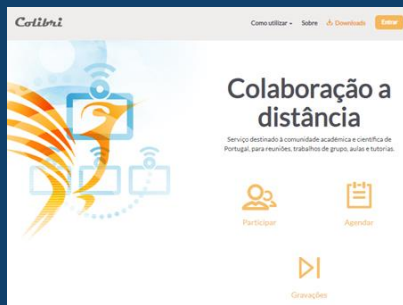 Colibri
Como utilizar
Sobre
Downloads
Entrar
Colaboração a
distância
Serviço destinado à comunidade académica e científica de
Portugal, para reuniões, trabalhos de grupo, aulas e tutorias.
Participar
Agendar
Gravações